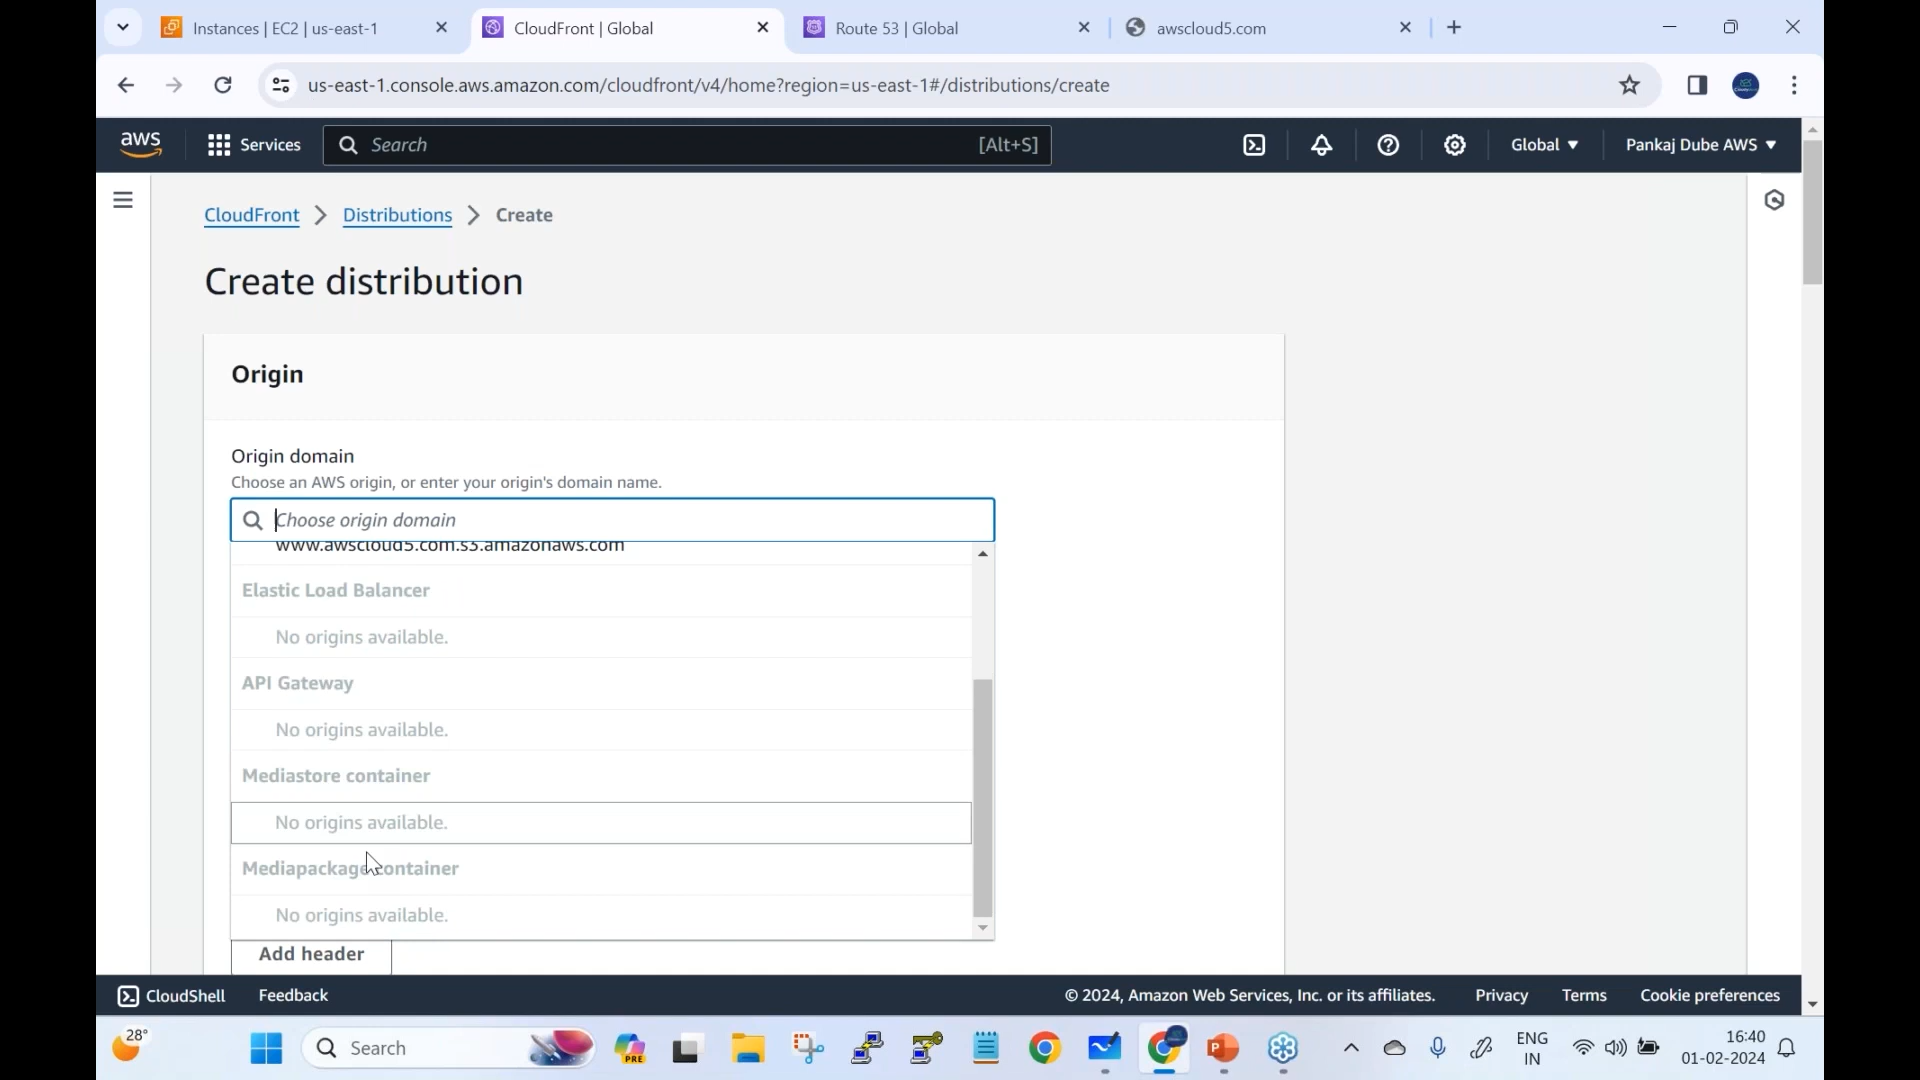 Instances | EC2 | us-east-1
CloudFront | Global
Route 53 | Global
awscloud5.com
us-east-1.console.aws.amazon.com/cloudfront/v4/home?region=us-east-1#/distributions/create
aws
Services
Search
[Alt+S]
Global
Pankaj Dube AWS
CloudFront
Distributions
Create
Create distribution
Origin
Origin domain
Choose an AWS origin, or enter your origin's domain name.
Choose origin domain
www.awscloud5.com.s3.amazonaws.com
Elastic Load Balancer
No origins available.
API Gateway
No origins available.
Mediastore container
No origins available.
Mediapackage container
No origins available.
Add header
CloudShell
Feedback
© 2024, Amazon Web Services, Inc. or its affiliates.
Privacy
Terms
Cookie preferences
28°
Search
PRE
ENG
IN
16:40
01-02-2024